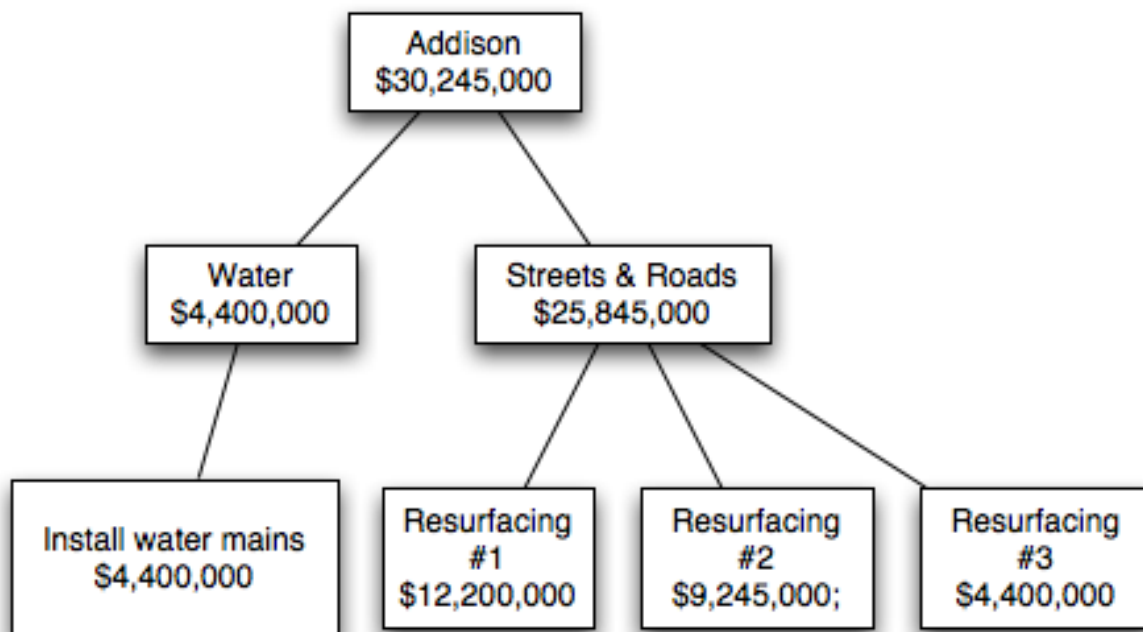 Addison
$30,245,000
Water
$4,400,000
Streets & Roads
$25,845,000
Install water mains
$4,400,000
Resurfacing
#1
$12,200,000
Resurfacing
#2
$9,245,000;
Resurfacing
#3
$4,400,000